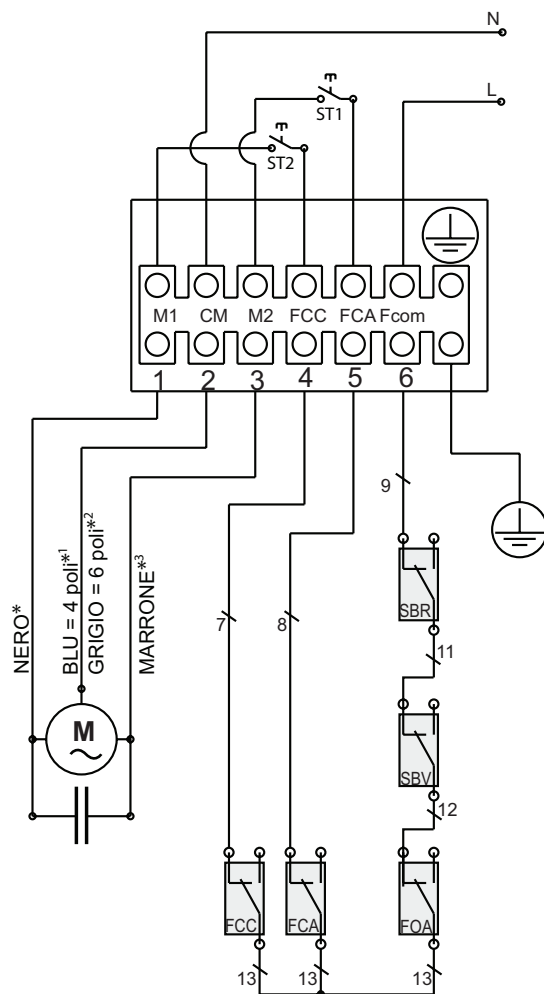 N
L
ST1
ST2
M1 CM M2 FCC FCA Fcom
1 2 3 4 5 6
9
NERO*
BLU = 4 poli*1
GRIGIO = 6 poli*2
MARRONE*3
7
8
SBR
11
M
SBV
12
FCC
FCA
FOA
13
13
13